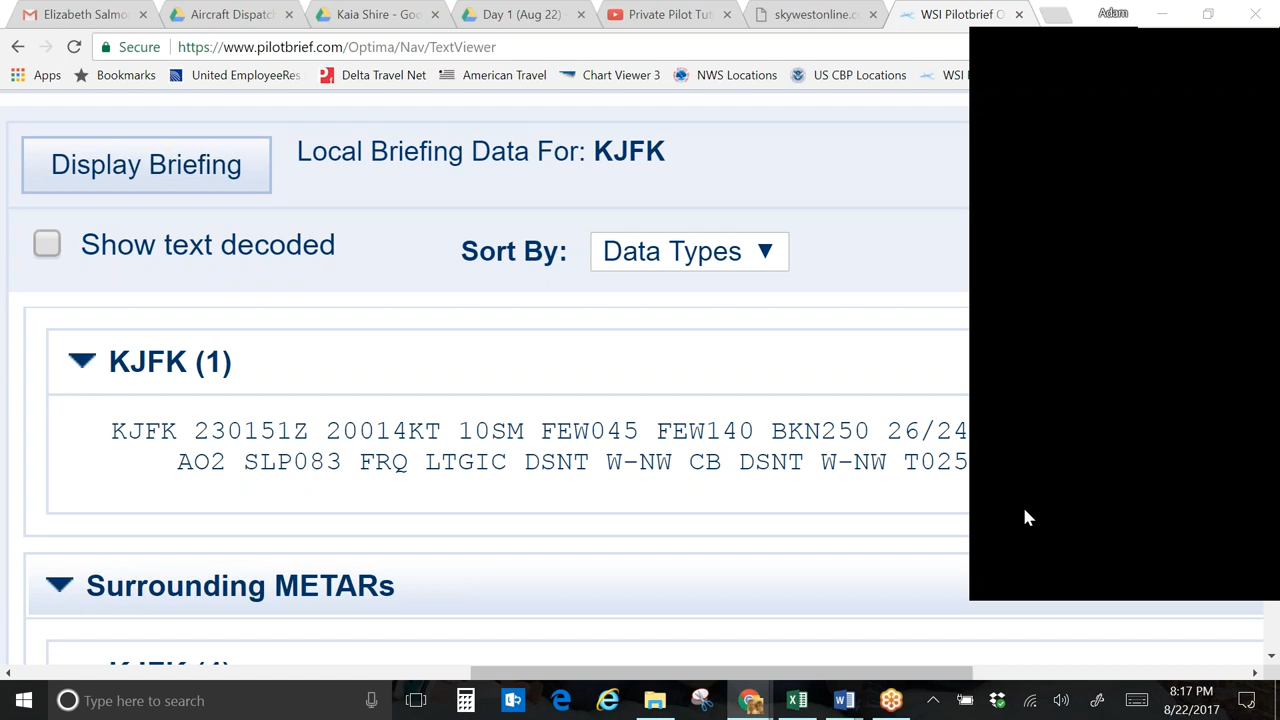 Elizabeth Salmo
Aircraft Dispatc
Kaia Shire - Goo
Day 1 (Aug 22)
Private Pilot Tut
skywestonline.c
WSI Pilotbrief O
Adam
Secure
https://www.pilotbrief.com/Optima/Nav/TextViewer
Apps
Bookmarks
United EmployeeRes
Delta Travel Net
American Travel
Chart Viewer 3
NWS Locations
US CBP Locations
WSI
Display Briefing
Local Briefing Data For: KJFK
Show text decoded
Sort By:
Data Types
KJFK (1)
KJFK 230151Z 20014KT 10SM FEW045 FEW140 BKN250 26/24
AO2 SLP083 FRQ LTGIC DSNT W-NW CB DSNT W-NW T025
Surrounding METARs
Type here to search
8:17 PM
8/22/2017